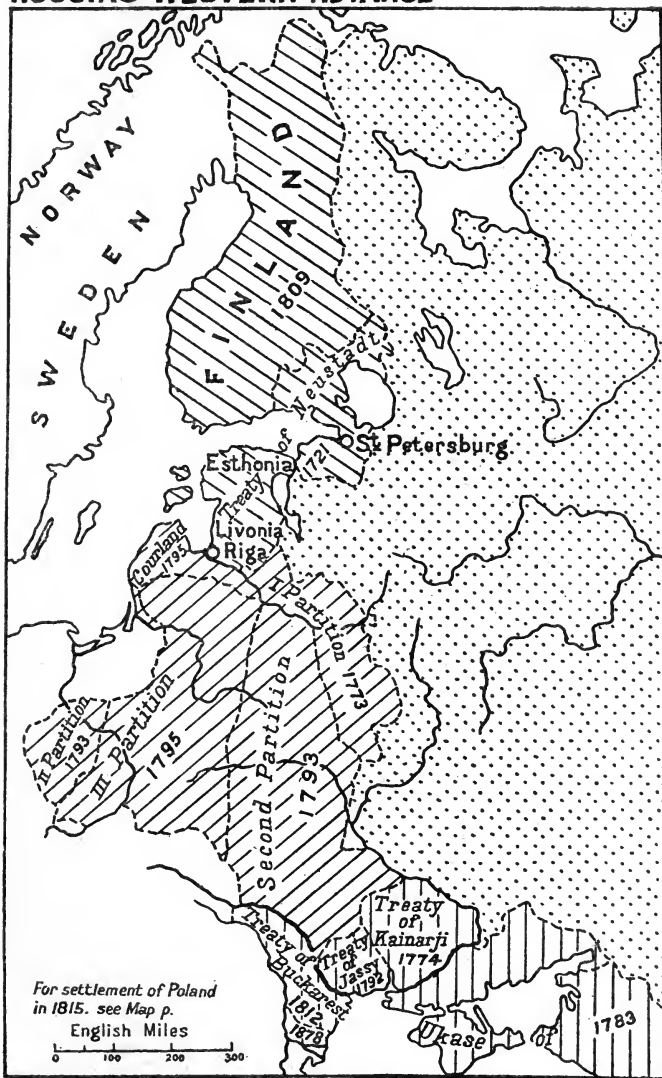 RUSSIA'S WESTERN ADVANCE
NORWAY
SWEDEN
FINLAND
1809
Treaty of Neustadt
1721
St Petersburg
Esthonia
Livonia
Riga
Courland
1795
I Partition 1773
II Partition
1793
III Partition
1795
Second Partition
1793
Treaty
of
Kainarji
1774
Treaty
of
Jassy
1792
Treaty of
Bucharest
1812
1878
Ukase of
1783
For settlement of Poland
in 1815. see Map p.
English Miles
0 100 200 300